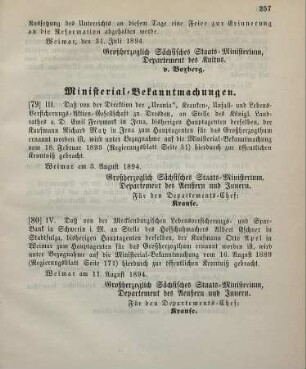 257
Aussetzung des Unterrichts an diesem Tage eine Feier zur Erinnerung an
die Reformation abgehalten werde.
Weimar, den 31. Juli 1894.
Großherzoglich Sächsisches Staats-Ministerium,
Departement des Kultus.
v. Boxberg.
Ministerial-Bekanntmachungen.
[79] III. Daß von der Direktion der „Urania“, Kranken-, Unfall- und Lebens-
Versicherungs-Aktien-Gesellschaft zu Dresden, an Stelle des Königl. Land-
raths a. D. Emil Freytwurst in Jena, bisherigen Hauptagenten derselben, der
Kaufmann Richard Motz in Jena zum Hauptagenten für das Großherzogthum
ernannt worden ist, wird unter Bezugnahme auf die Ministerial-Bekanntmachung
vom 18. Februar 1893 (Regierungsblatt Seite 31) hierdurch zur öffentlichen
Kenntniß gebracht.
Weimar am 3. August 1894.
Großherzoglich Sächsisches Staats-Ministerium,
Departement des Aeußern und Innern.
Für den Departements-Chef:
Krause.
[80] IV. Daß von der Mecklenburgischen Lebensversicherungs- und Spar-
Bank in Schwerin i. M. an Stelle des Hofschuhmachers Albert Elschner in
Stadtsulza, bisherigen Hauptagenten derselben, der Kaufmann Otto Apel in
Weimar zum Hauptagenten für das Großherzogthum ernannt worden ist, wird
unter Bezugnahme auf die Ministerial-Bekanntmachung vom 16. August 1889
(Regierungsblatt Seite 171) hierdurch zur öffentlichen Kenntniß gebracht.
Weimar am 11. August 1894.
Großherzoglich Sächsisches Staats-Ministerium,
Departement des Aeußern und Innern.
Für den Departements-Chef:
Krause.